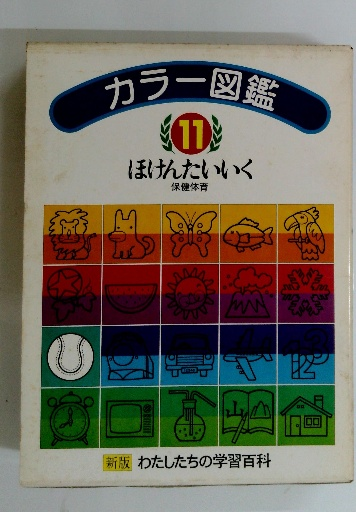 カラー図鑑
11
ほけんたいいく
保健体育
123
新版 わたしたちの学習百科